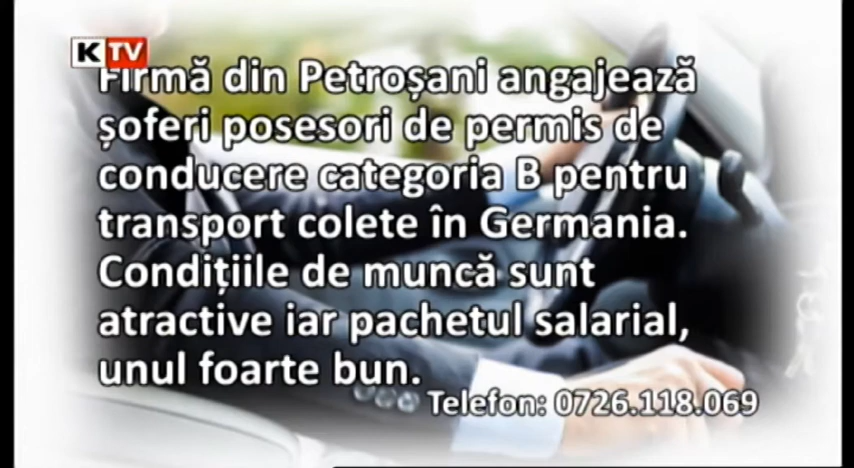 K TV
Firmă din Petroșani angajează
șoferi posesori de permis de
conducere categoria B pentru
transport colete în Germania.
Condițiile de muncă sunt
atractive iar pachetul salarial,
unul foarte bun.
Telefon: 0726.118.069